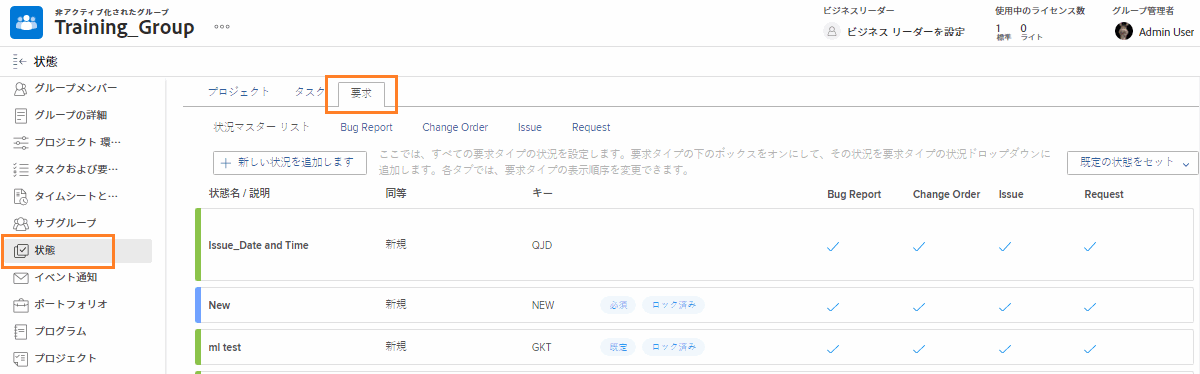 非アクティブ化されたグループ
Training_Group
ビジネスリーダー
ビジネス リーダーを設定
使用中のライセンス数
1 0
標準 ライト
グループ管理者
Admin User
状態
グループメンバー
グループの詳細
プロジェクト 環…
タスクおよび要…
タイムシートと…
サブグループ
状態
イベント通知
ポートフォリオ
プログラム
プロジェクト
プロジェクト タスク 要求
状況マスター リスト Bug Report Change Order Issue Request
新しい状況を追加します
ここでは、すべての要求タイプの状況を設定します。要求タイプの下のボックスをオンにして、その状況を要求タイプの状況ドロップダウンに
追加します。各タブでは、要求タイプの表示順序を変更できます。
既定の状態をセット
状態名 / 説明 同等 キー Bug Report Change Order Issue Request
Issue_Date and Time 新規 QJD
New 新規 NEW 必須 ロック済み
ml test 新規 GKT 既定 ロック済み